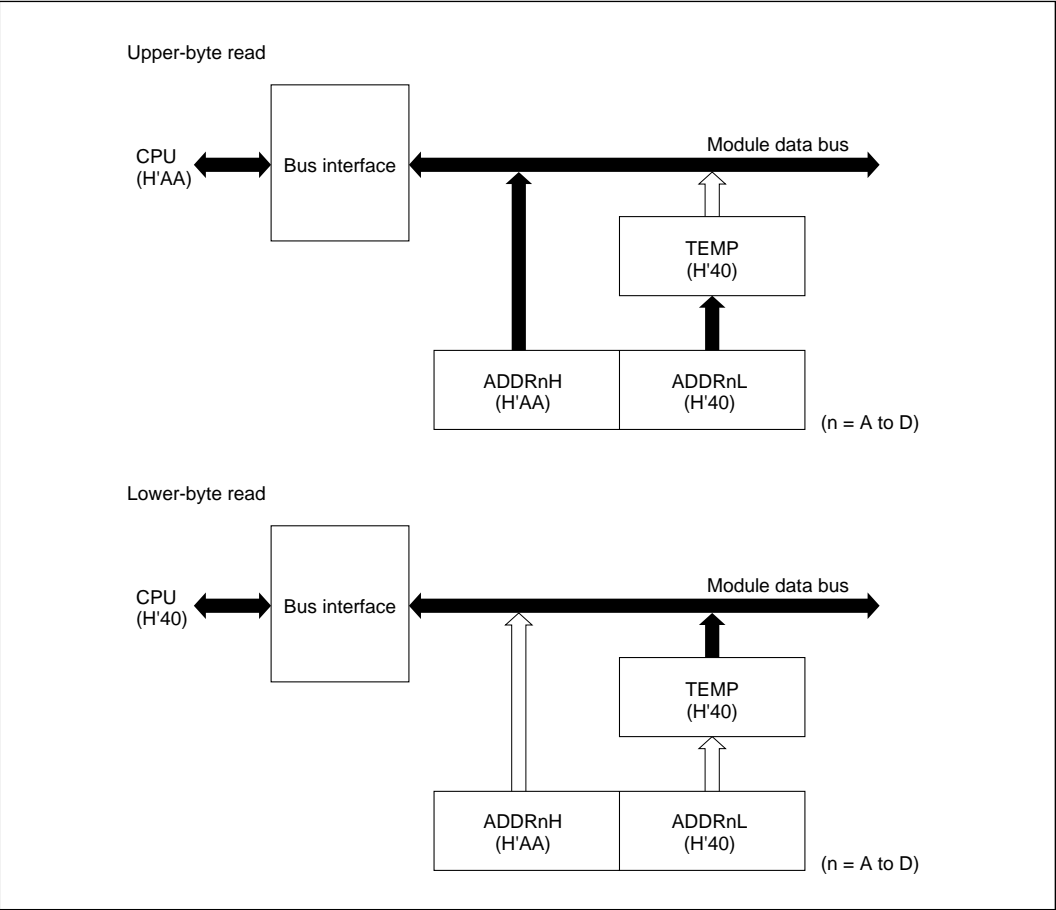 Upper-byte read
CPU
(H'AA)
Bus interface
Module data bus
TEMP
(H'40)
ADDRnH
(H'AA)
ADDRnL
(H'40)
(n = A to D)
Lower-byte read
CPU
(H'40)
Bus interface
Module data bus
TEMP
(H'40)
ADDRnH
(H'AA)
ADDRnL
(H'40)
(n = A to D)